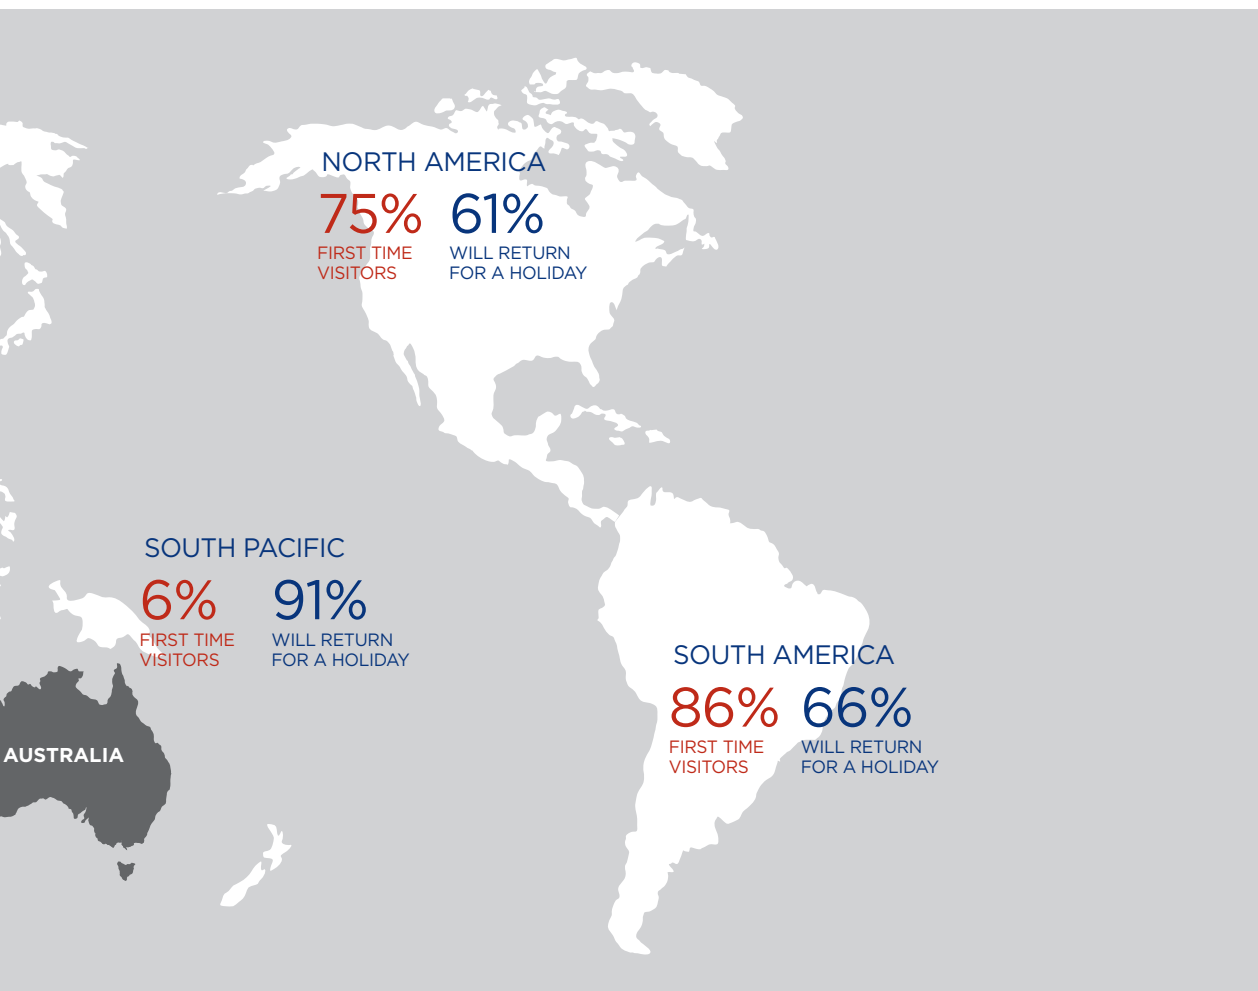 NORTH AMERICA
75% 61%
FIRST TIME WILL RETURN
VISITORS FOR A HOLIDAY
SOUTH PACIFIC
6% 91%
FIRST TIME WILL RETURN
VISITORS FOR A HOLIDAY
SOUTH AMERICA
86% 66%
FIRST TIME WILL RETURN
VISITORS FOR A HOLIDAY
AUSTRALIA